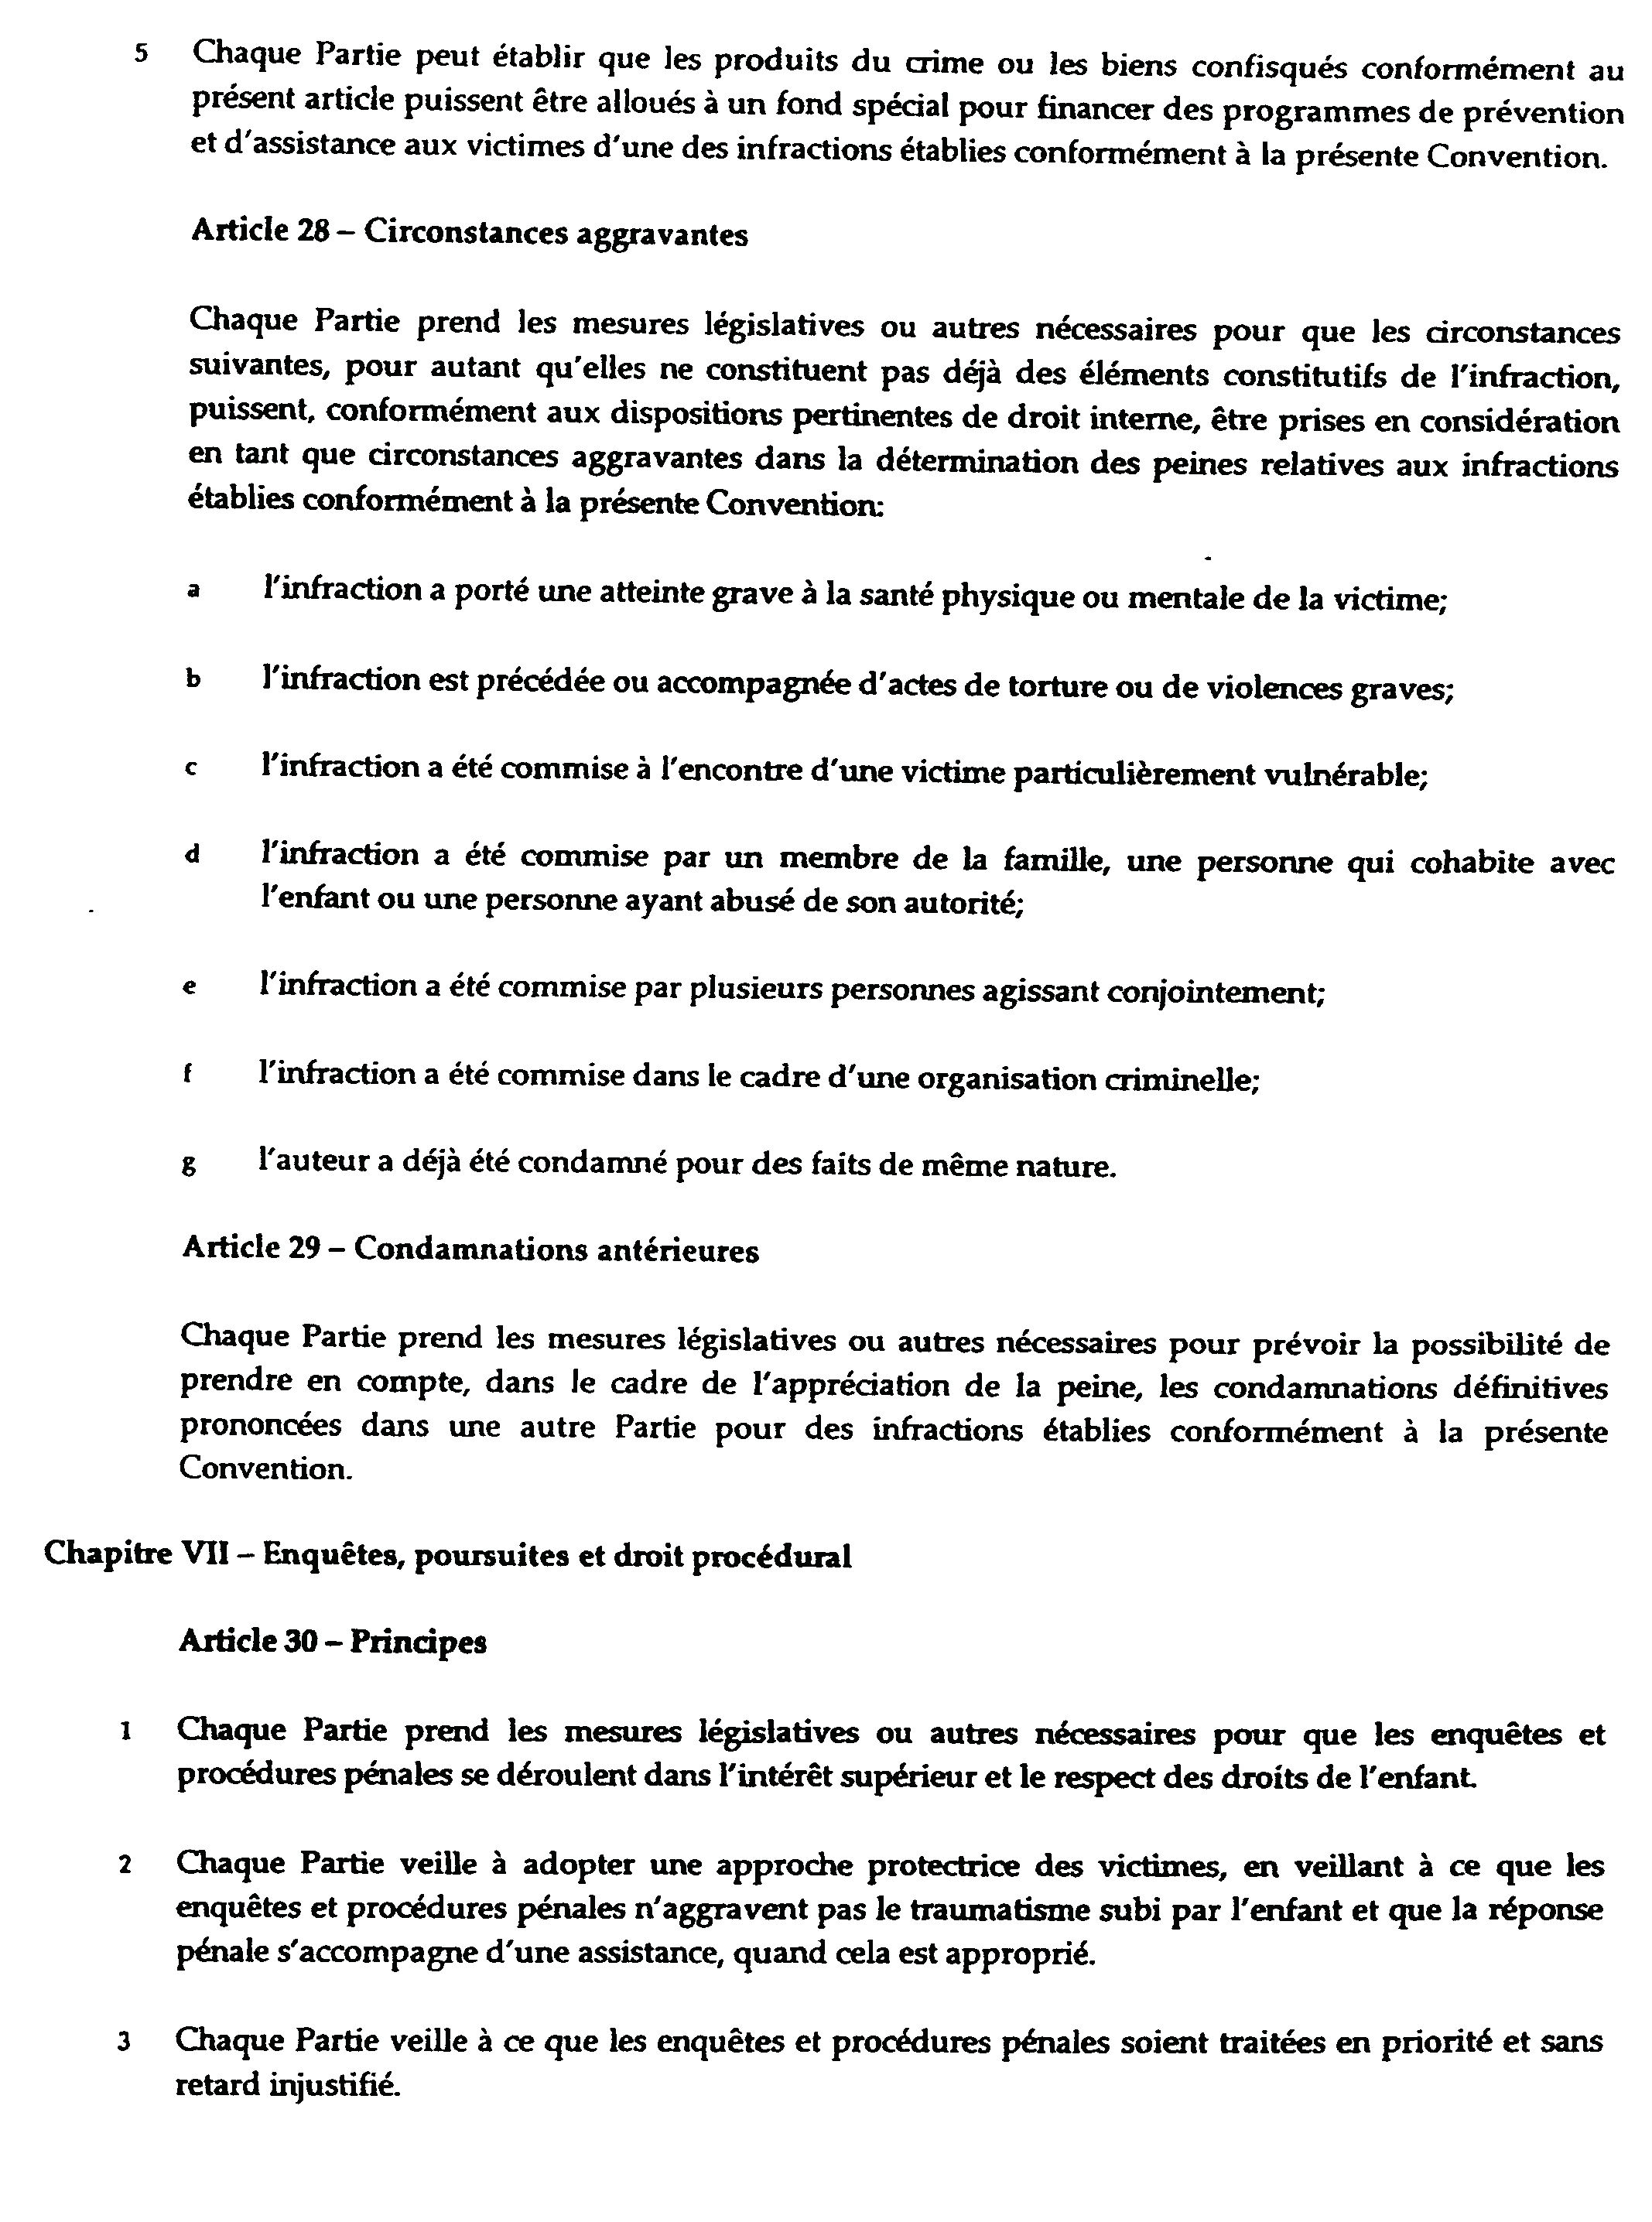 5 Chaque Partie peut établir que les produits du crime ou les biens confisqués conformément au
présent article puissent être alloués à un fond spécial pour financer des programmes de prévention
et d'assistance aux victimes d'une des infractions établies conformément à la présente Convention.
Article 28 – Circonstances aggravantes
Chaque Partie prend les mesures législatives ou autres nécessaires pour que les circonstances
suivantes, pour autant qu'elles ne constituent pas déjà des éléments constitutifs de l'infraction,
puissent, conformément aux dispositions pertinentes de droit interne, être prises en considération
en tant que circonstances aggravantes dans la détermination des peines relatives aux infractions
établies conformément à la présente Convention:
a l'infraction a porté une atteinte grave à la santé physique ou mentale de la victime;
b l'infraction est précédée ou accompagnée d'actes de torture ou de violences graves;
c l'infraction a été commise à l'encontre d'une victime particulièrement vulnérable;
d l'infraction a été commise par un membre de la famille, une personne qui cohabite avec
l'enfant ou une personne ayant abusé de son autorité;
e l'infraction a été commise par plusieurs personnes agissant conjointement;
f l'infraction a été commise dans le cadre d'une organisation criminelle;
g l'auteur a déjà été condamné pour des faits de même nature.
Article 29 – Condamnations antérieures
Chaque Partie prend les mesures législatives ou autres nécessaires pour prévoir la possibilité de
prendre en compte, dans le cadre de l'appréciation de la peine, les condamnations définitives
prononcées dans une autre Partie pour des infractions établies conformément à la présente
Convention.
Chapitre VII – Enquêtes, poursuites et droit procédural
Article 30 – Principes
1 Chaque Partie prend les mesures législatives ou autres nécessaires pour que les enquêtes et
procédures pénales se déroulent dans l'intérêt supérieur et le respect des droits de l'enfant.
2 Chaque Partie veille à adopter une approche protectrice des victimes, en veillant à ce que les
enquêtes et procédures pénales n'aggravent pas le traumatisme subi par l'enfant et que la réponse
pénale s'accompagne d'une assistance, quand cela est approprié.
3 Chaque Partie veille à ce que les enquêtes et procédures pénales soient traitées en priorité et sans
retard injustifié.